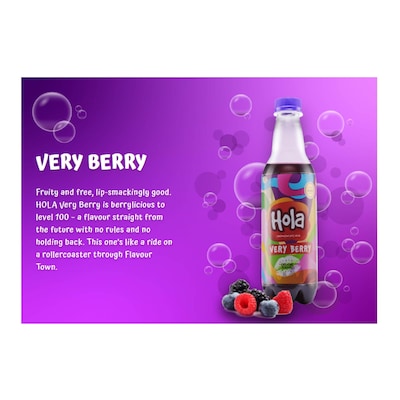 VERY BERRY
Fruity and free, lip-smackingly good.
HOLA Very Berry is berrylicious to
level 100 – a flavour straight from
the future with no rules and no
holding back. This one's like a ride on
a rollercoaster through Flavour
Town.
Hola
VERY BERRY